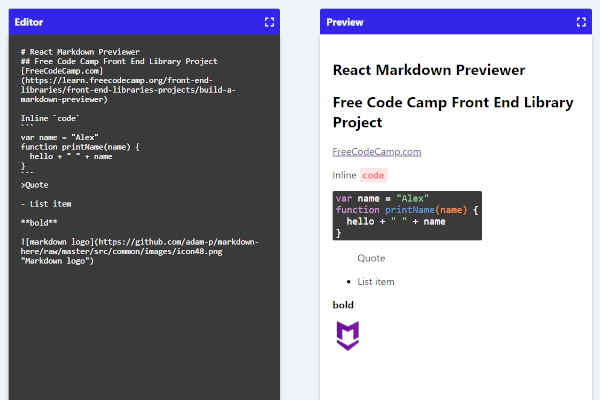 Editor
# React Markdown Previewer
## Free Code Camp Front End Library Project
[FreeCodeCamp.com]
(https://learn.freecodecamp.org/front-end-
libraries/front-end-libraries-projects/build-a-
markdown-previewer)
Inline `code`
```
var name = "Alex"
function printName(name) {
  hello + " " + name
}
```
>Quote
- List item
**bold**
![markdown logo](https://github.com/adam-p/markdown-
here/raw/master/src/common/images/icon48.png
"Markdown logo")
Preview
React Markdown Previewer
Free Code Camp Front End Library
Project
FreeCodeCamp.com
Inline code
var name = "Alex"
function printName(name) {
  hello + " " + name
}
Quote
• List item
bold